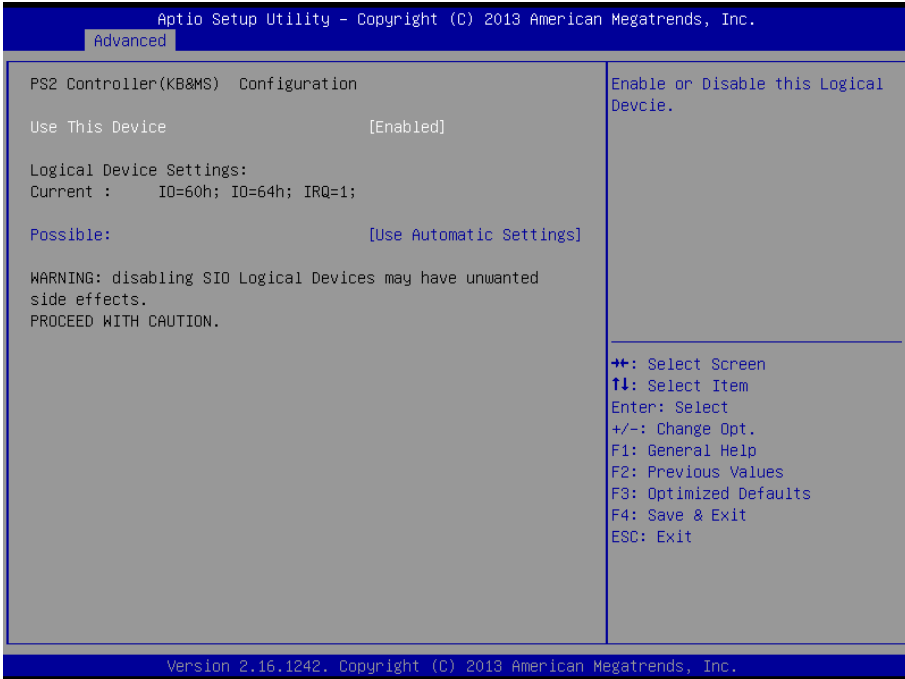 Aptio Setup Utility – Copyright (C) 2013 American Megatrends, Inc.
Advanced
PS2 Controller(KB&MS) Configuration
Use This Device [Enabled]
Logical Device Settings:
Current : IO=60h; IO=64h; IRQ=1;
Possible: [Use Automatic Settings]
WARNING: disabling SIO Logical Devices may have unwanted
side effects.
PROCEED WITH CAUTION.
Enable or Disable this Logical
Devcie.
→←: Select Screen
↑↓: Select Item
Enter: Select
+/-: Change Opt.
F1: General Help
F2: Previous Values
F3: Optimized Defaults
F4: Save & Exit
ESC: Exit
Version 2.16.1242. Copyright (C) 2013 American Megatrends, Inc.